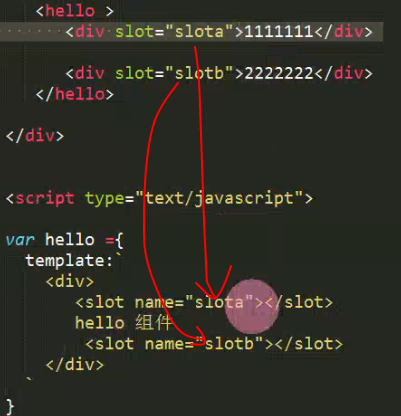 <hello >
<div slot="slota">1111111</div>
<div slot="slotb">2222222</div>
</hello>
</div>
<script type="text/javascript">
var hello ={
template:`
<div>
<slot name="slota"></slot>
hello 组件
<slot name="slotb"></slot>
</div>
`
}